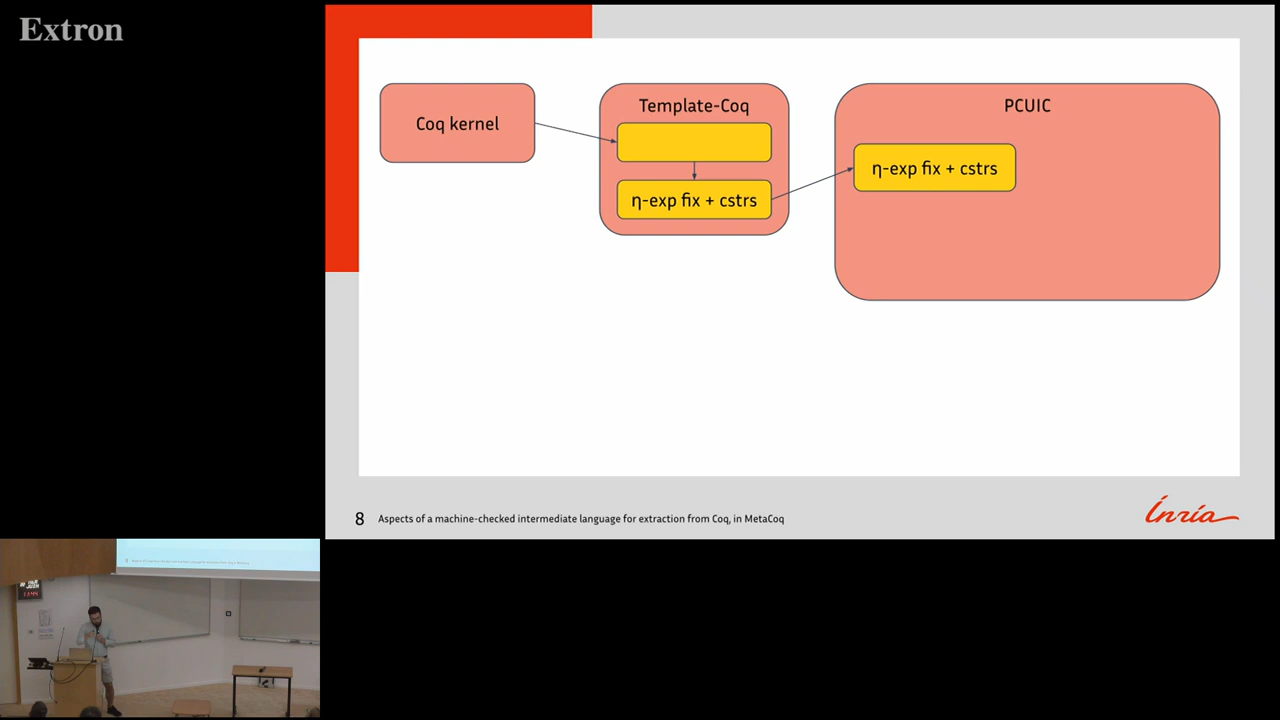 Extron
Coq kernel
Template-Coq
η-exp fix + cstrs
PCUIC
η-exp fix + cstrs
8 Aspects of a machine-checked intermediate language for extraction from Coq, in MetaCoq
Inria